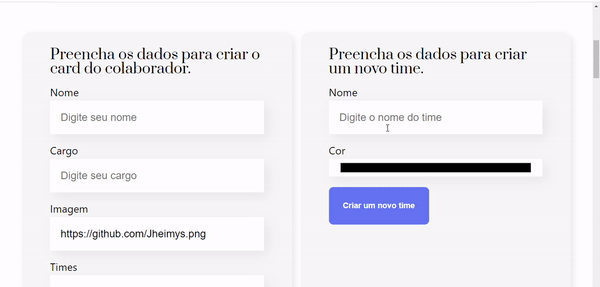 Preencha os dados para criar o
card do colaborador.
Nome
Digite seu nome
Cargo
Digite seu cargo
Imagem
https://github.com/Jheimys.png
Times
Preencha os dados para criar
um novo time.
Nome
Digite o nome do time
Cor
Criar um novo time